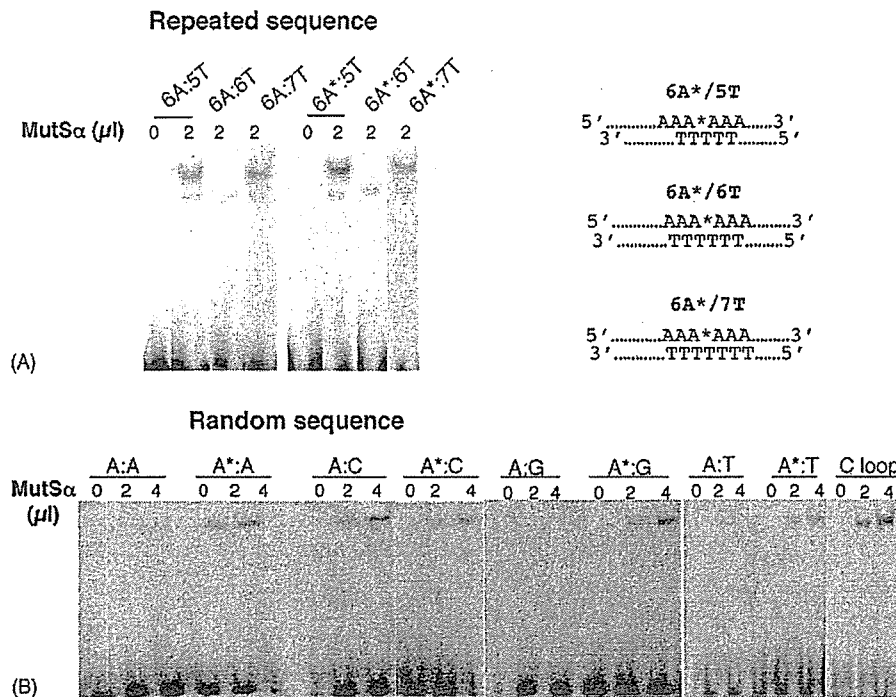 Repeated sequence
6A:5T 6A:6T 6A:7T 6A*:5T 6A*:6T 6A*:7T
MutSα (µl) 0 2 2 2 0 2 2 2
6A*/5T
5′..........AAA*AAA......3′
3′..........TTTTT.......5′
6A*/6T
5′..........AAA*AAA.........3′
3′..........TTTTTT.........5′
6A*/7T
5′..........AAA*AAA........3′
3′..........TTTTTTT......5′
(A)
Random sequence
A:A A*:A A:C A*:C A:G A*:G A:T A*:T C loop
MutSα 0 2 4 0 2 4 0 2 4 0 2 4 0 2 4 0 2 4 0 2 4 0 2 4 0 2 4
(µl)
(B)